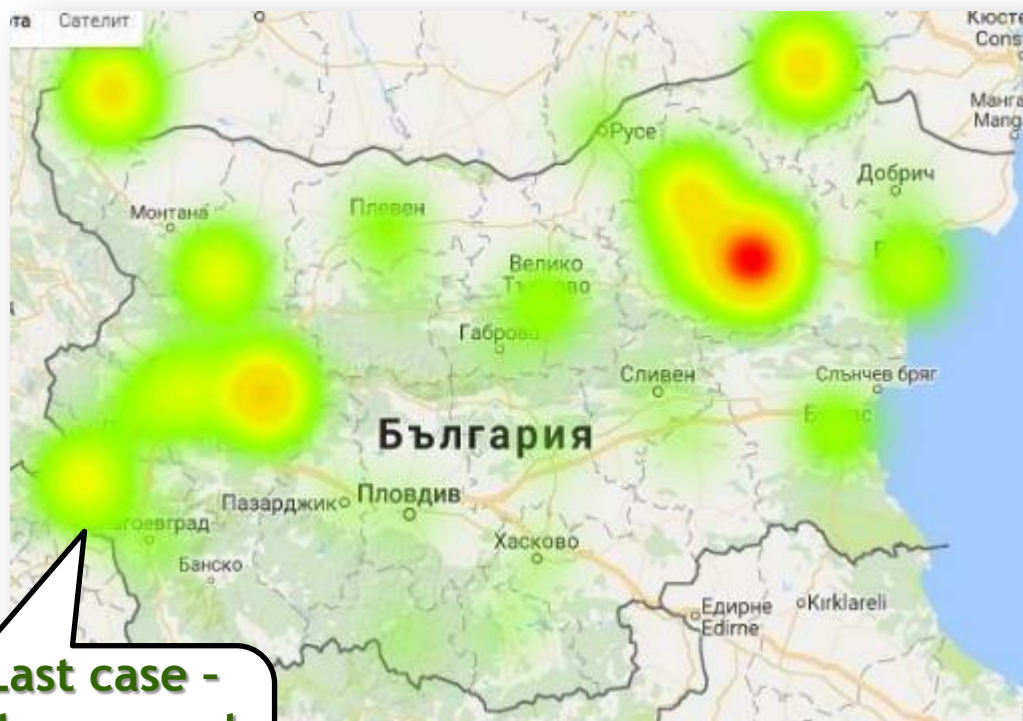 Сателит
Кюсте
Cons
Манга
Mang
Русе
Добрич
Монтана
Плевен
Велико
Габрово
Сливен
Слънчев бряг
България
Пазарджик
Пловдив
Хасково
Банско
Едирне
Edirne
Kırklareli
Last case -